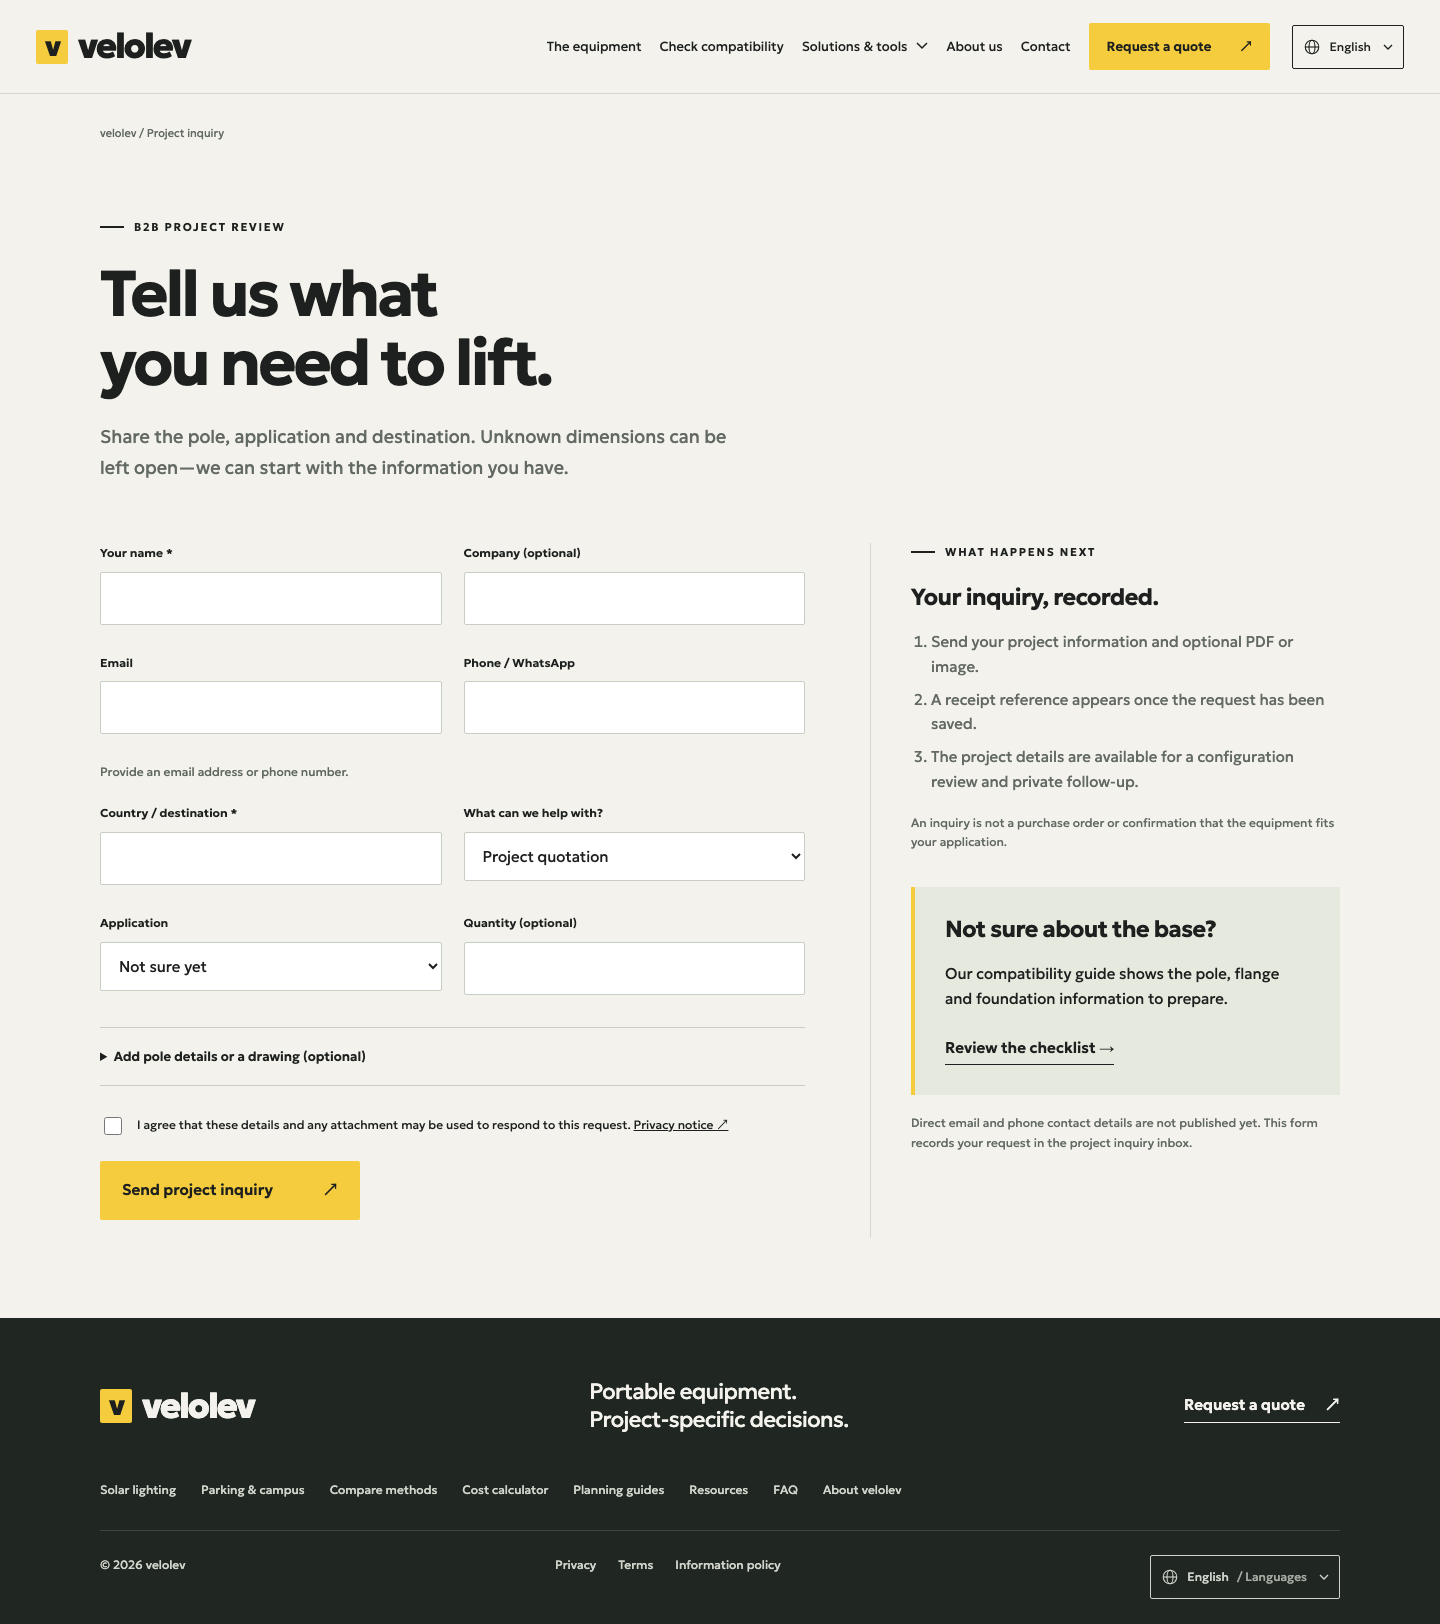 v velolev
The equipment
Check compatibility
Solutions & tools
About us
Contact
Request a quote ↗
English
velolev / Project inquiry
B2B PROJECT REVIEW
Tell us what
you need to lift.
Share the pole, application and destination. Unknown dimensions can be
left open—we can start with the information you have.
Your name *
Company (optional)
Email
Phone / WhatsApp
Provide an email address or phone number.
Country / destination *
What can we help with?
Project quotation
Application
Quantity (optional)
Not sure yet
Add pole details or a drawing (optional)
I agree that these details and any attachment may be used to respond to this request. Privacy notice ↗
Send project inquiry ↗
WHAT HAPPENS NEXT
Your inquiry, recorded.
1. Send your project information and optional PDF or
image.
2. A receipt reference appears once the request has been
saved.
3. The project details are available for a configuration
review and private follow-up.
An inquiry is not a purchase order or confirmation that the equipment fits
your application.
Not sure about the base?
Our compatibility guide shows the pole, flange
and foundation information to prepare.
Review the checklist →
Direct email and phone contact details are not published yet. This form
records your request in the project inquiry inbox.
v velolev
Portable equipment.
Project-specific decisions.
Request a quote ↗
Solar lighting
Parking & campus
Compare methods
Cost calculator
Planning guides
Resources
FAQ
About velolev
© 2026 velolev
Privacy
Terms
Information policy
English / Languages